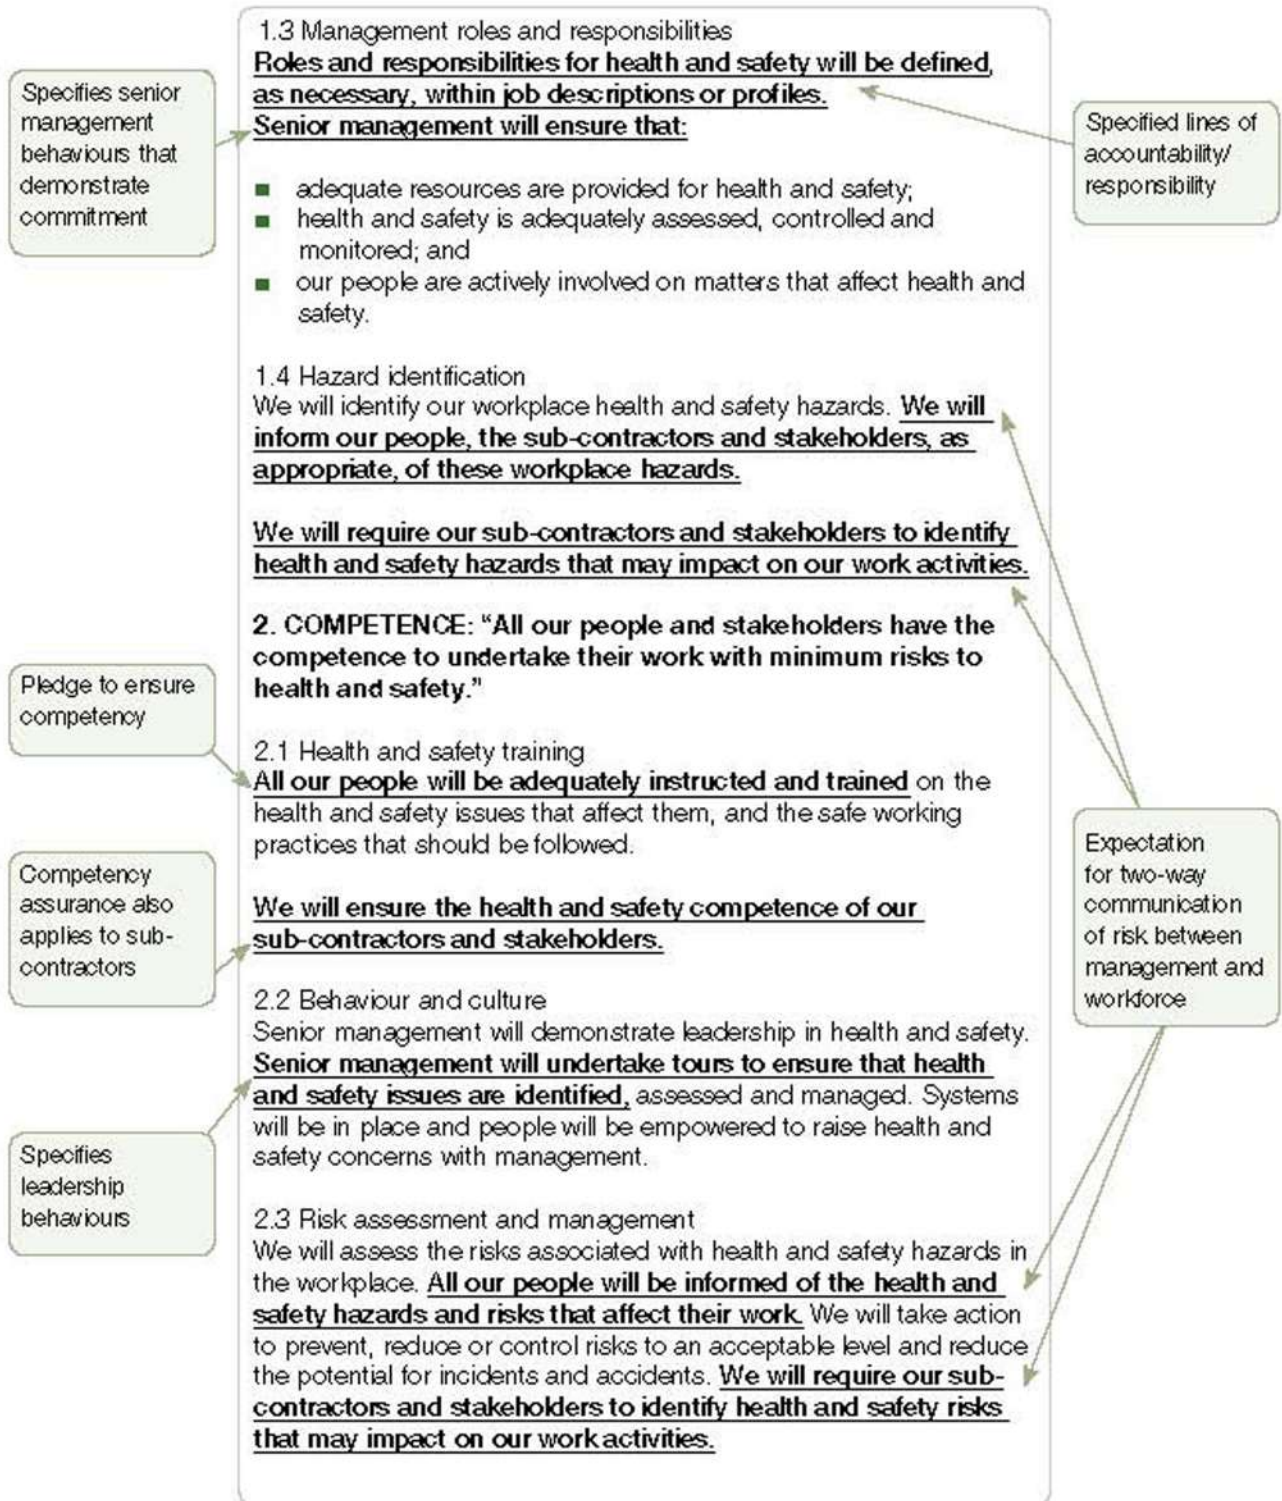 1.3 Management roles and responsibilities
Roles and responsibilities for health and safety will be defined,
as necessary, within job descriptions or profiles.
Senior management will ensure that:
adequate resources are provided for health and safety;
health and safety is adequately assessed, controlled and
monitored; and
our people are actively involved on matters that affect health and
safety.
1.4 Hazard identification
We will identify our workplace health and safety hazards. We will
inform our people, the sub-contractors and stakeholders, as
appropriate, of these workplace hazards.
We will require our sub-contractors and stakeholders to identify
health and safety hazards that may impact on our work activities.
2. COMPETENCE: “All our people and stakeholders have the
competence to undertake their work with minimum risks to
health and safety.”
2.1 Health and safety training
All our people will be adequately instructed and trained on the
health and safety issues that affect them, and the safe working
practices that should be followed.
We will ensure the health and safety competence of our
sub-contractors and stakeholders.
2.2 Behaviour and culture
Senior management will demonstrate leadership in health and safety.
Senior management will undertake tours to ensure that health
and safety issues are identified, assessed and managed. Systems
will be in place and people will be empowered to raise health and
safety concerns with management.
2.3 Risk assessment and management
We will assess the risks associated with health and safety hazards in
the workplace. All our people will be informed of the health and
safety hazards and risks that affect their work. We will take action
to prevent, reduce or control risks to an acceptable level and reduce
the potential for incidents and accidents. We will require our sub-
contractors and stakeholders to identify health and safety risks
that may impact on our work activities.
Specifies senior
management
behaviours that
demonstrate
commitment
Pledge to ensure
competency
Competency
assurance also
applies to sub-
contractors
Specifies
leadership
behaviours
Specified lines of
accountability/
responsibility
Expectation
for two-way
communication
of risk between
management and
workforce